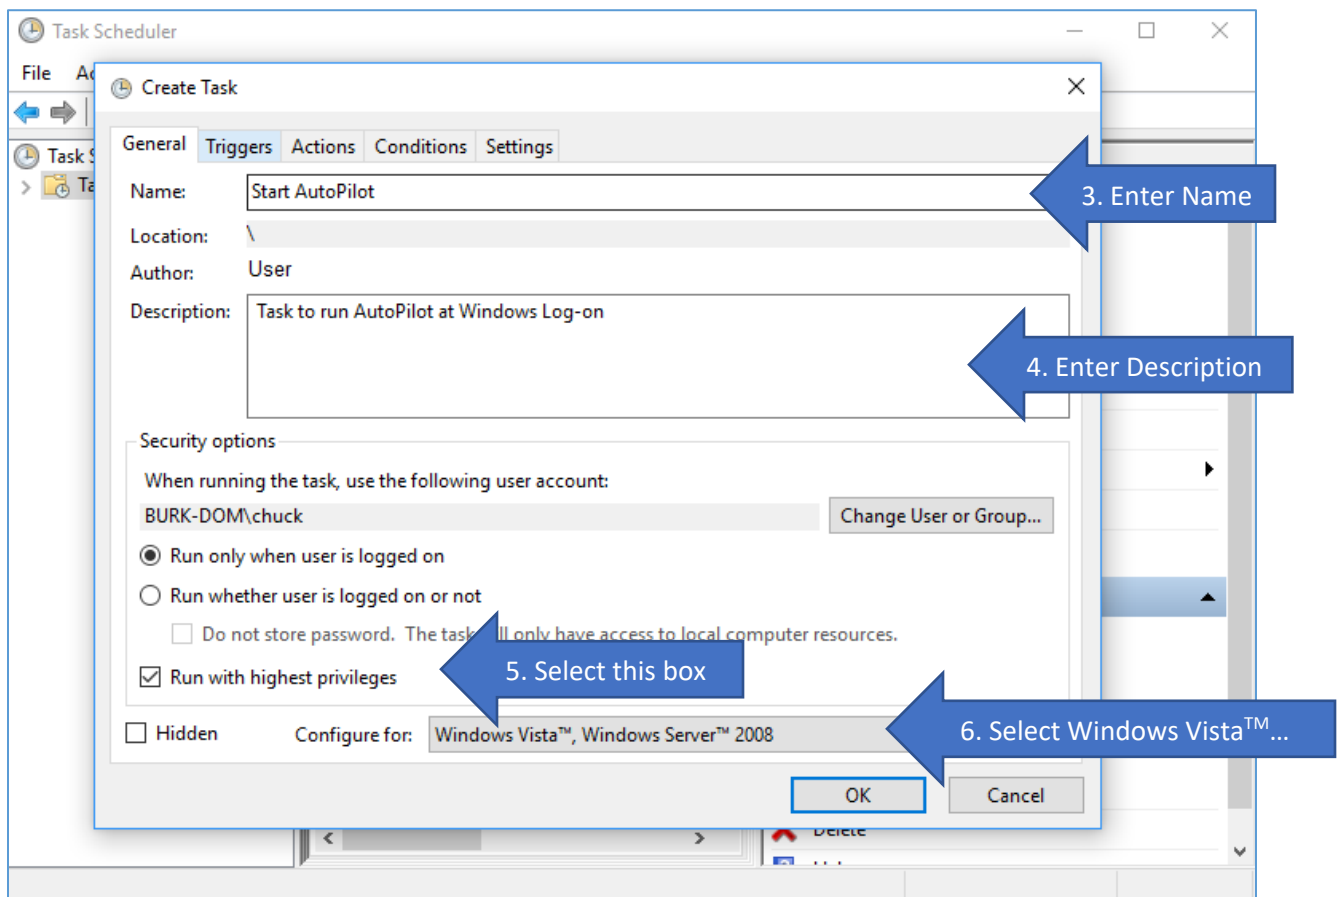 Task Scheduler
File
Create Task
General Triggers Actions Conditions Settings
Name: Start AutoPilot
3. Enter Name
Location: \
Author: User
Description: Task to run AutoPilot at Windows Log-on
4. Enter Description
Security options
When running the task, use the following user account:
BURK-DOM\chuck
Change User or Group...
Run only when user is logged on
Run whether user is logged on or not
Do not store password. The task will only have access to local computer resources.
Run with highest privileges
5. Select this box
Hidden Configure for: Windows Vista™, Windows Server™ 2008
6. Select Windows Vista™...
OK Cancel
Delete